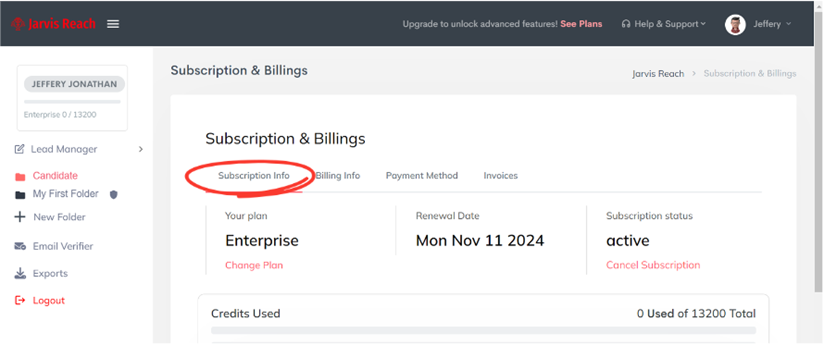 Jarvis Reach
Upgrade to unlock advanced features! See Plans
Help & Support
Jeffery
Subscription & Billings
Jarvis Reach > Subscription & Billings
JEFFERY JONATHAN
Enterprise 0 / 13200
Lead Manager
Candidate
My First Folder
New Folder
Email Verifier
Exports
Logout
Subscription & Billings
Subscription Info
Billing Info
Payment Method
Invoices
Your plan
Enterprise
Change Plan
Renewal Date
Mon Nov 11 2024
Subscription status
active
Cancel Subscription
Credits Used
0 Used of 13200 Total